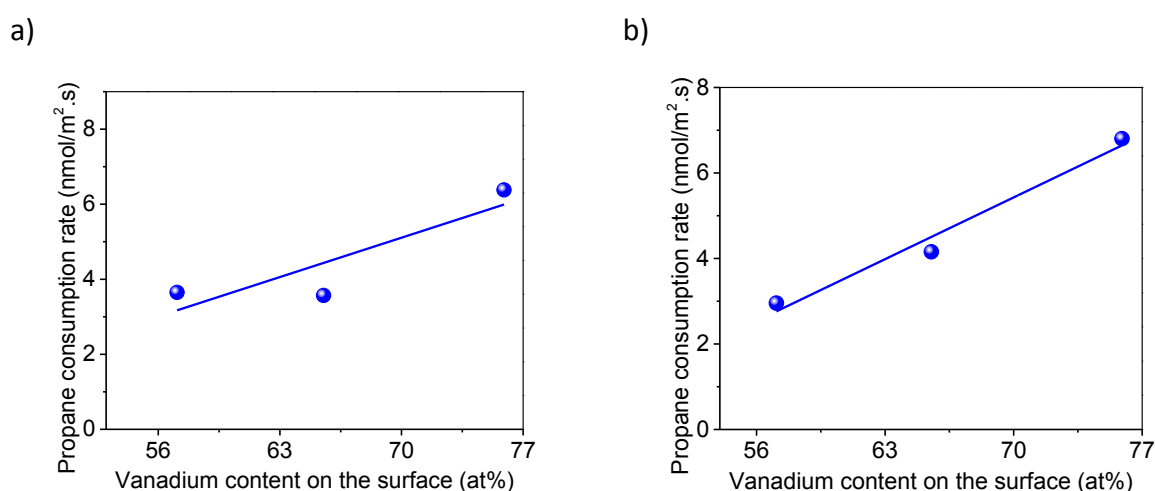 a)
b)
Propane consumption rate (nmol/m².s)
8
6
4
2
0
56 63 70 77
Vanadium content on the surface (at%)
Propane consumption rate (nmol/m².s)
8
6
4
2
0
56 63 70 77
Vanadium content on the surface (at%)